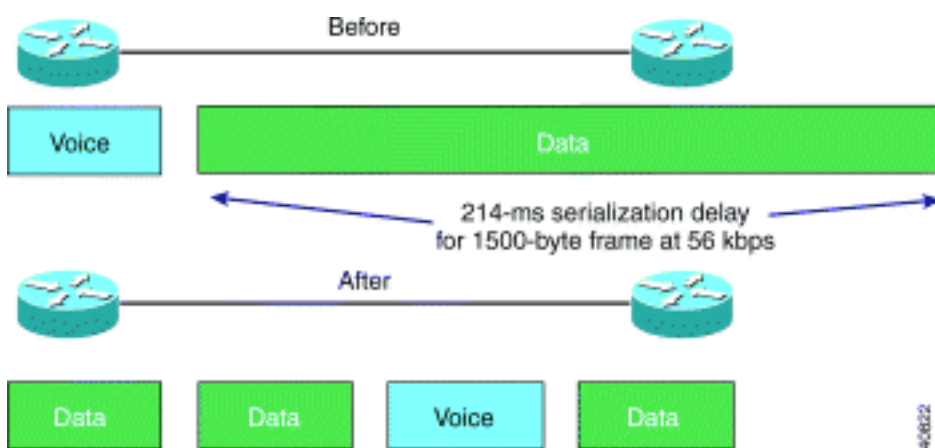 Before
Voice
Data
214-ms serialization delay
for 1500-byte frame at 56 kbps
After
Data
Data
Voice
Data